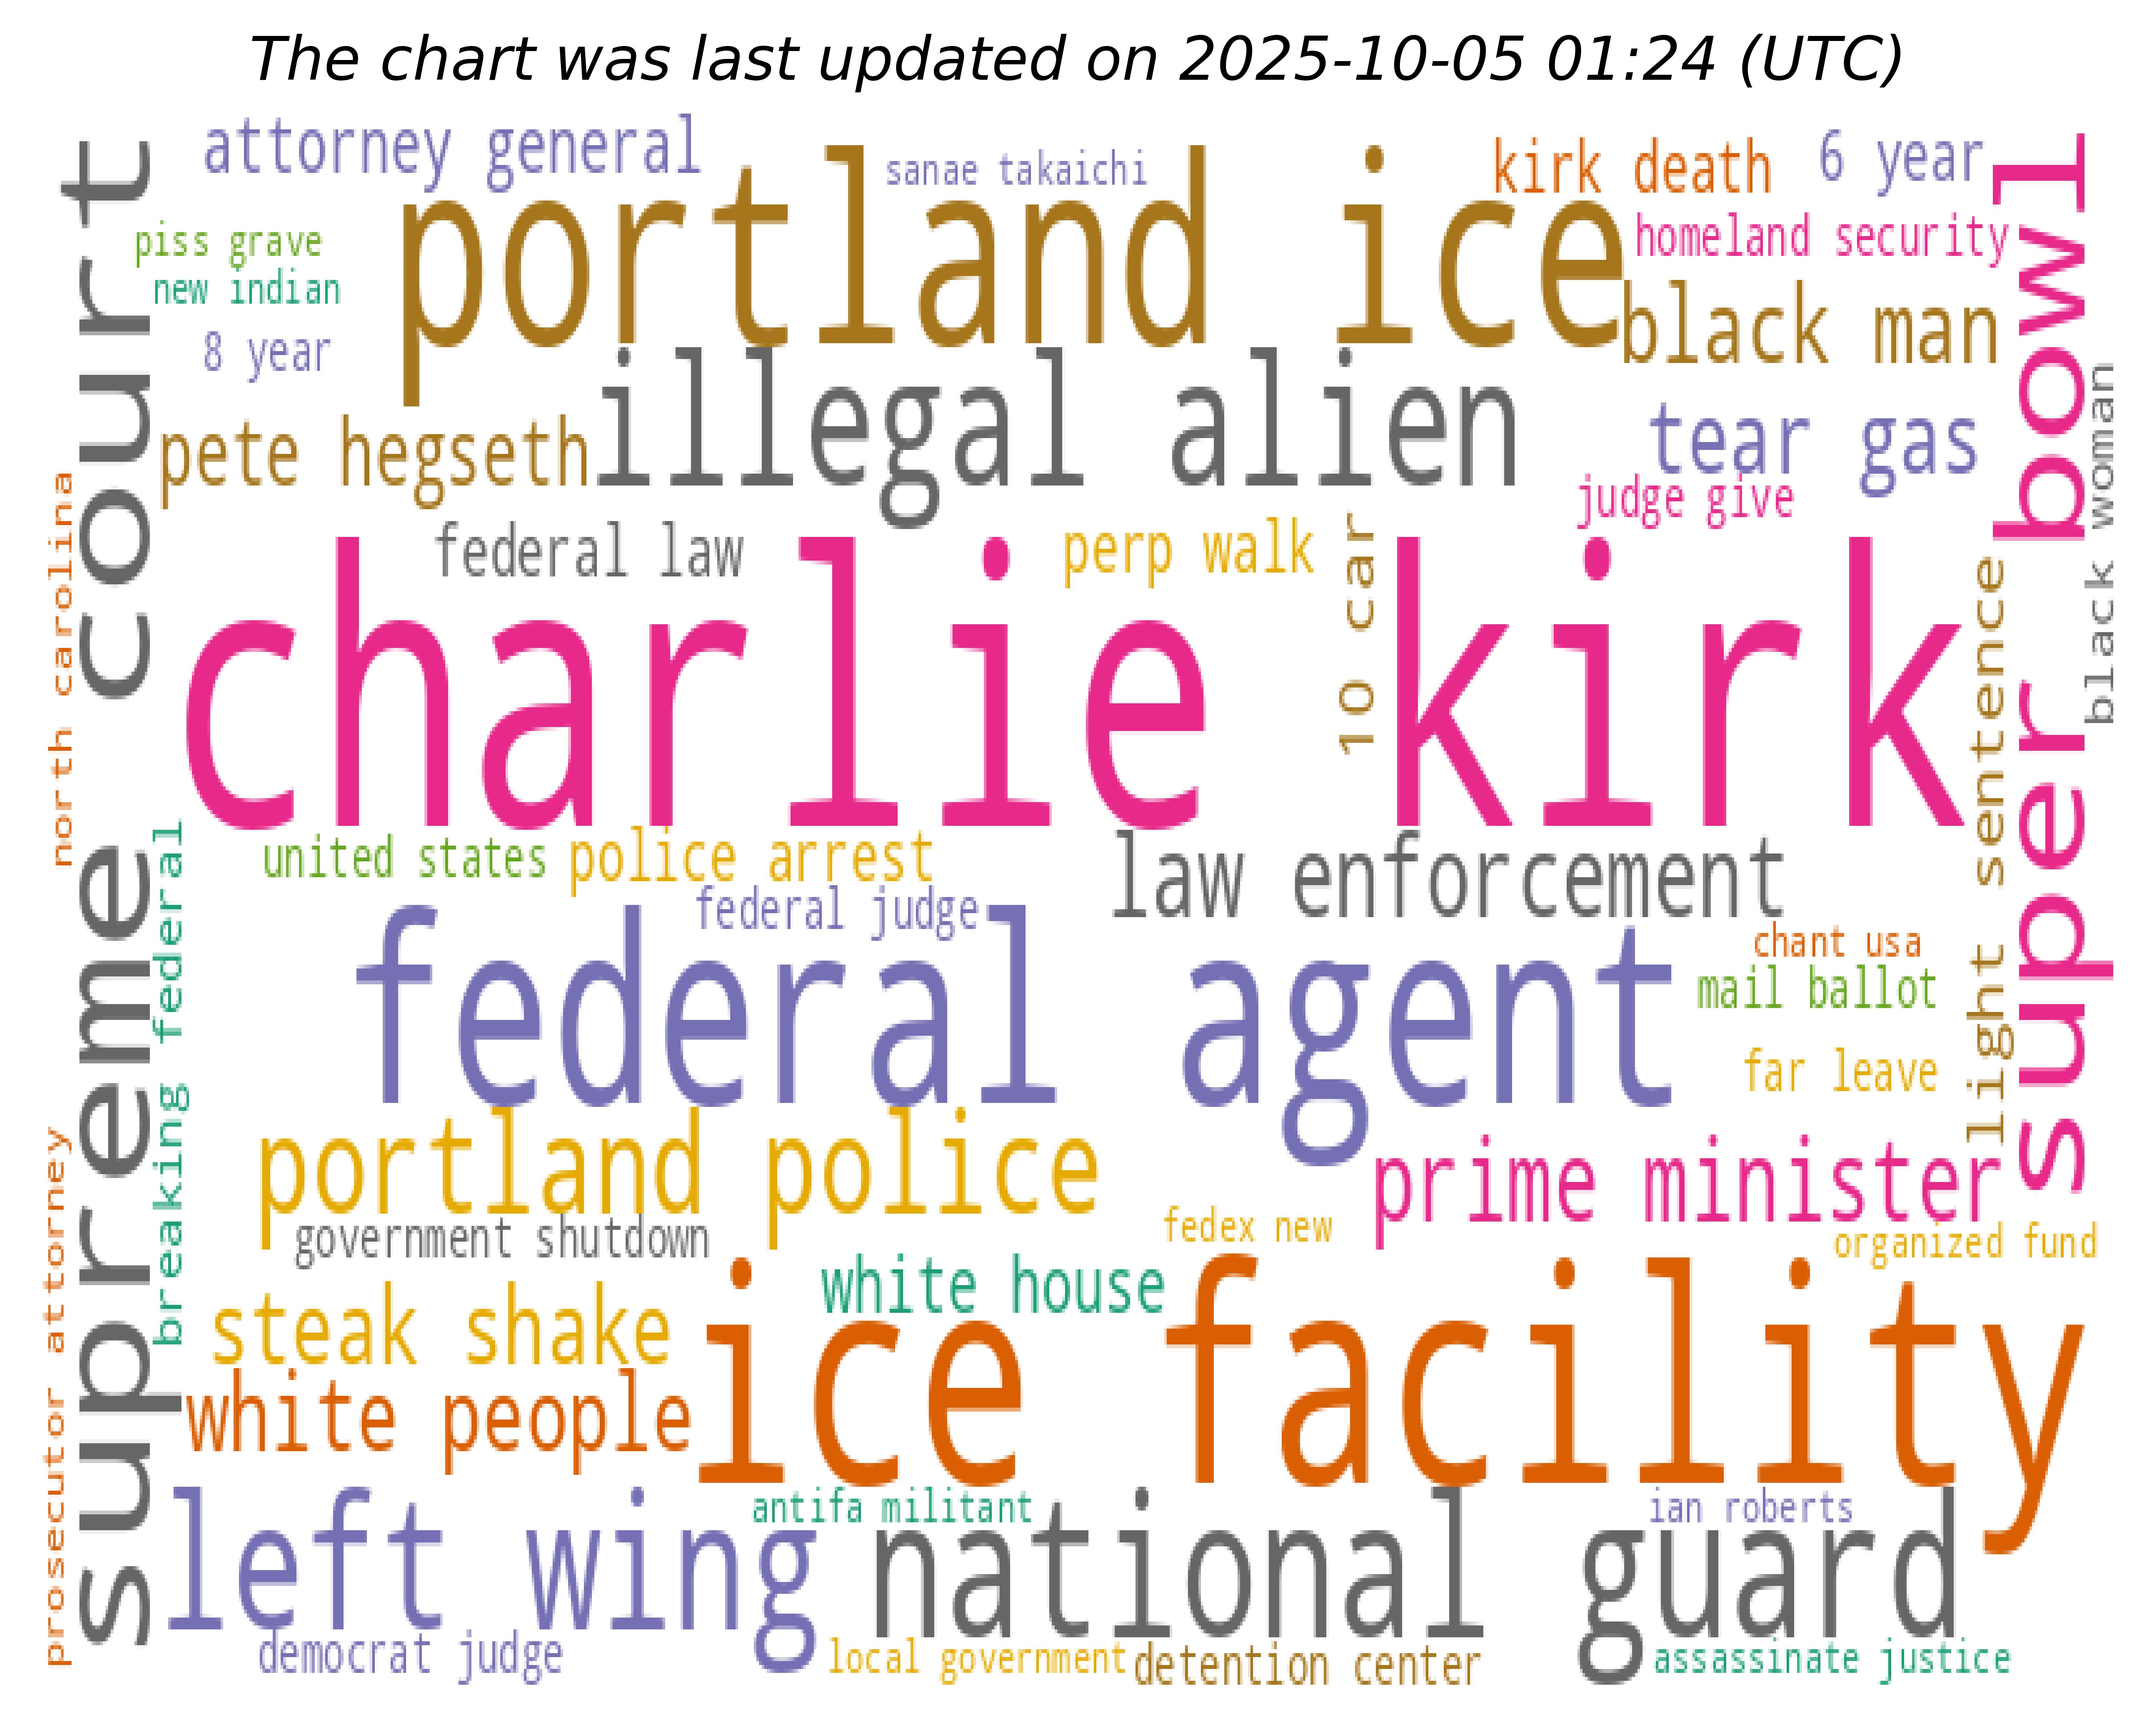 The chart was last updated on 2025-10-05 01:24 (UTC)
attorney general
sanae takaichi
kirk death
6 year
piss grave
portland ice
homeland security
new indian
black man
8 year
illegal alien
pete hegseth
tear gas
judge give
federal law
perp walk
10 car
charlie kirk
supreme court
super bowl
black woman
north carolina
light sentence
united states
police arrest
law enforcement
federal judge
federal agent
chant usa
mail ballot
far leave
breaking federal
portland police
prime minister
government shutdown
fedex new
organized fund
white house
steak shake
ice facility
white people
prosecutor attorney
antifa militant
ian roberts
left wing
national guard
democrat judge
local government
detention center
assassinate justice